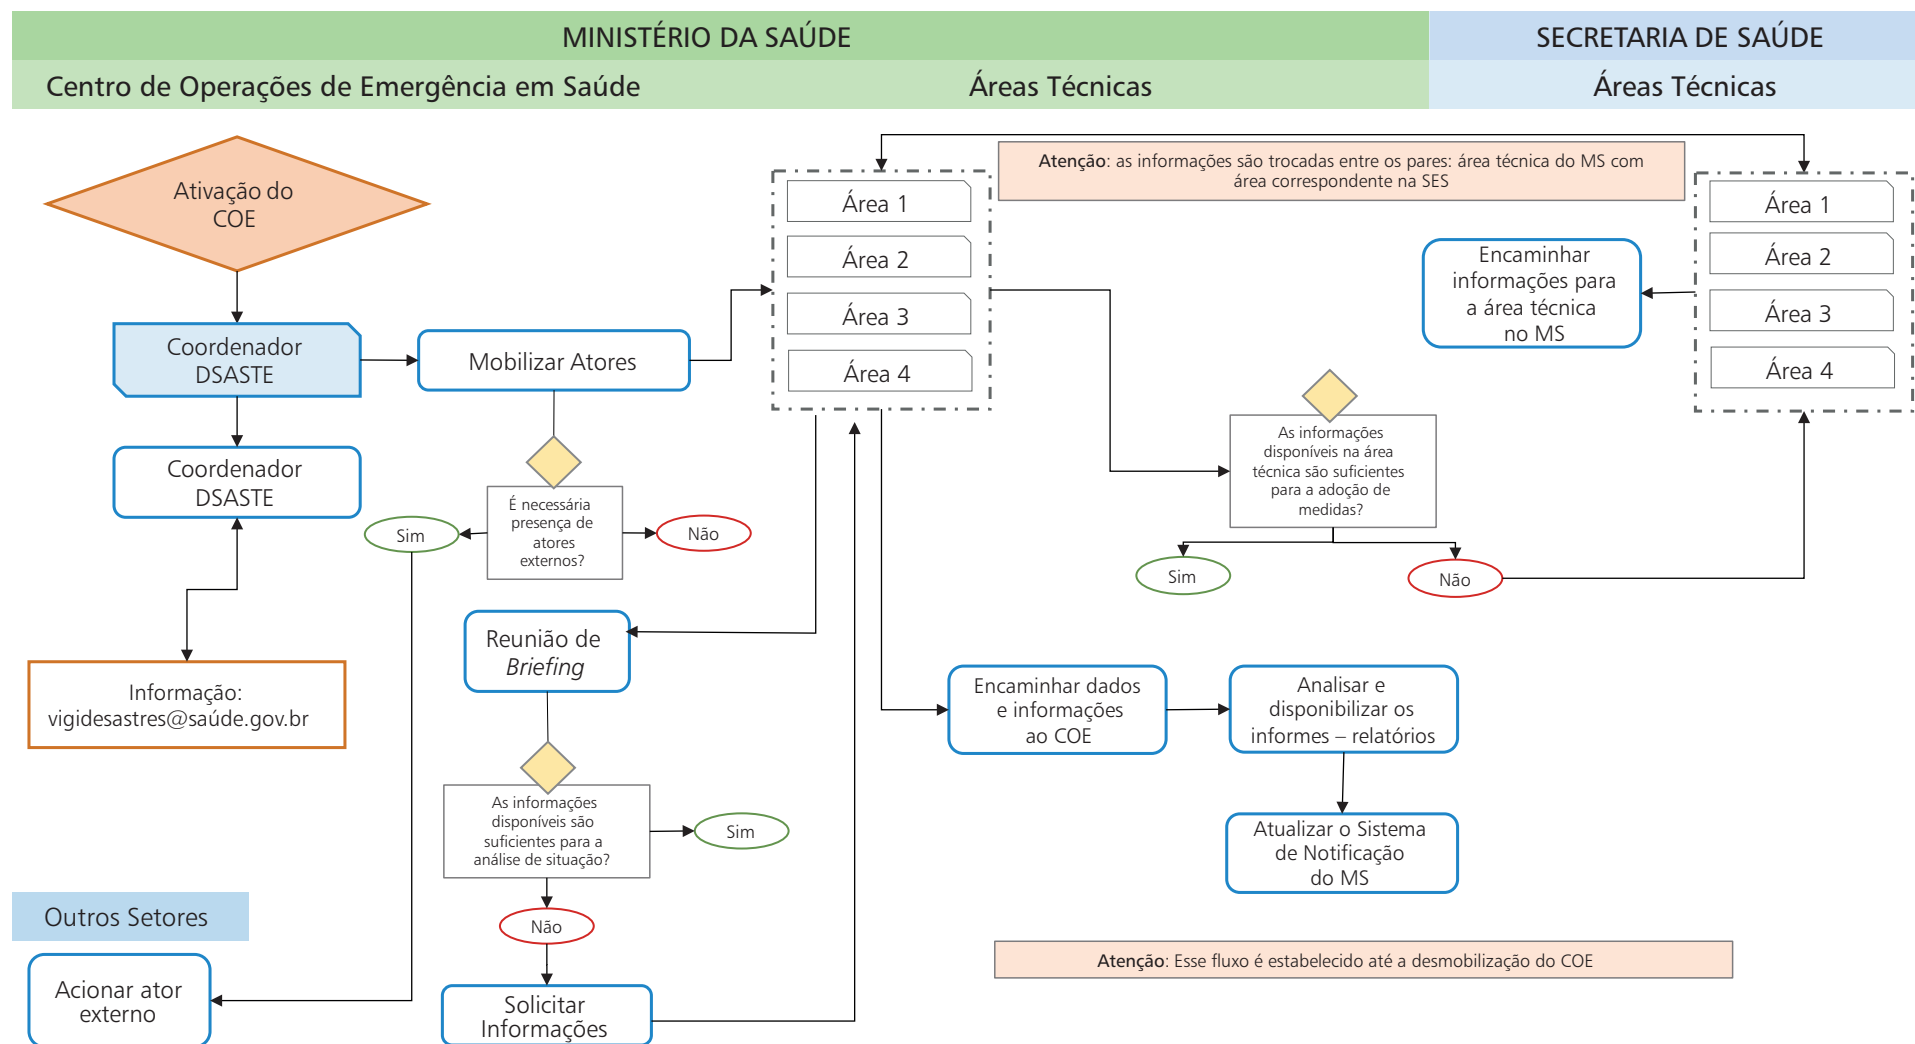 MINISTÉRIO DA SAÚDE
SECRETARIA DE SAÚDE
Centro de Operações de Emergência em Saúde
Áreas Técnicas
Áreas Técnicas
Ativação do
COE
Coordenador
DSASTE
Coordenador
DSASTE
Informação:
vigidesastres@saúde.gov.br
Outros Setores
Acionar ator
externo
Mobilizar Atores
É necessária
presença de
atores
externos?
Sim
Não
Reunião de
Briefing
As informações
disponíveis são
suficientes para a
análise de situação?
Sim
Não
Solicitar
Informações
Área 1
Área 2
Área 3
Área 4
Atenção: as informações são trocadas entre os pares: área técnica do MS com
área correspondente na SES
As informações
disponíveis na área
técnica são suficientes
para a adoção de
medidas?
Sim
Não
Encaminhar
informações para
a área técnica
no MS
Área 1
Área 2
Área 3
Área 4
Encaminhar dados
e informações
ao COE
Analisar e
disponibilizar os
informes – relatórios
Atualizar o Sistema
de Notificação
do MS
Atenção: Esse fluxo é estabelecido até a desmobilização do COE